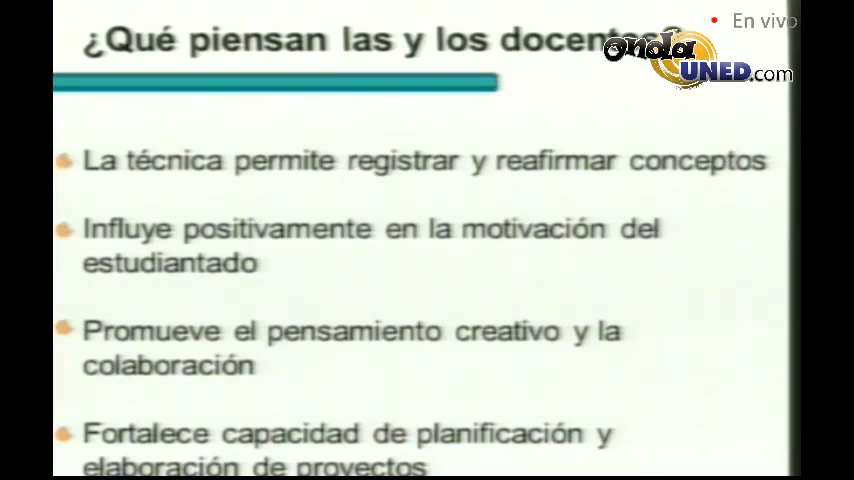 ¿Qué piensan las y los docentes?
• En vivo
onda
UNED.com
La técnica permite registrar y reafirmar conceptos
Influye positivamente en la motivación del
estudiantado
Promueve el pensamiento creativo y la
colaboración
Fortalece capacidad de planificación y
elaboración de proyectos